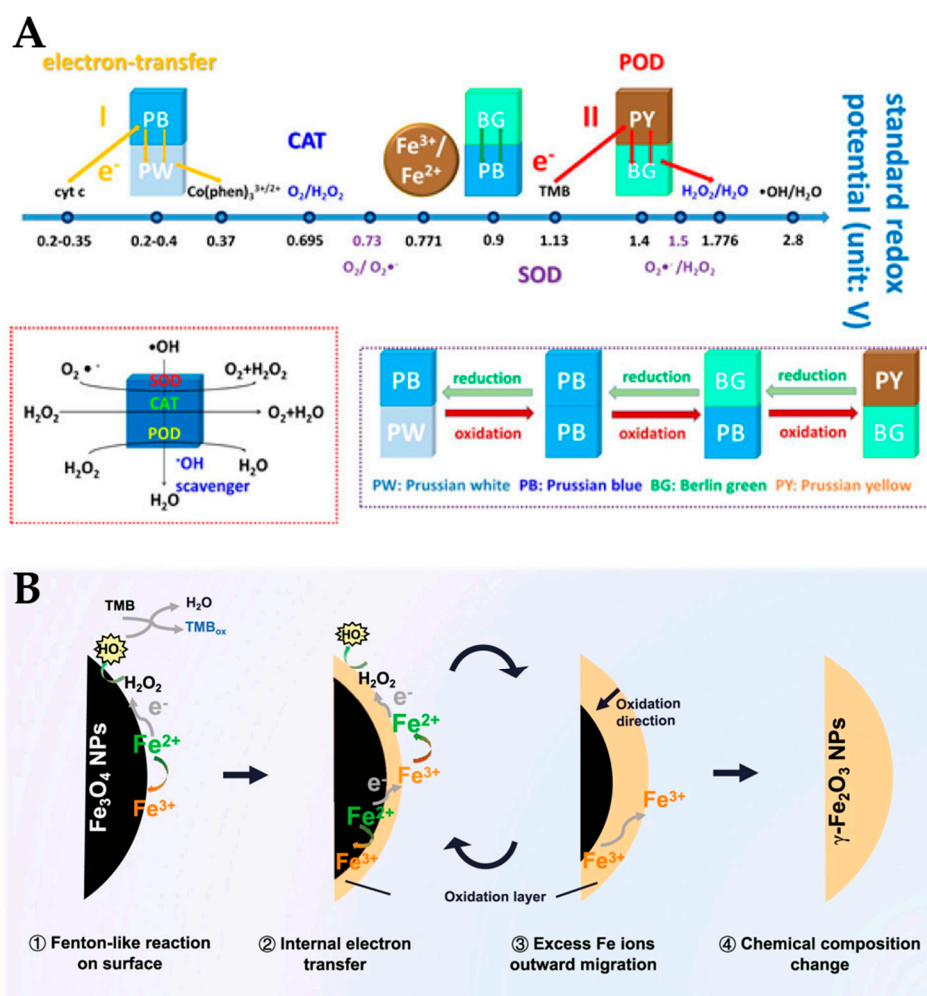 A
electron-transfer
POD
I
PB
PW
e⁻
CAT
Fe³⁺/
Fe²⁺
BG
PB
II
e⁻
PY
BG
cyt c
Co(phen)₃³⁺/²⁺
O₂/H₂O₂
TMB
H₂O₂/H₂O
•OH/H₂O
0.2-0.35
0.2-0.4
0.37
0.695
0.73
0.771
0.9
1.13
1.4
1.5
1.776
2.8
O₂/ O₂•⁻
SOD
O₂•⁻/H₂O₂
standard redox
potential (unit: V)
•OH
O₂ •⁻
SOD
O₂+H₂O₂
H₂O₂
CAT
O₂+H₂O
POD
H₂O₂
H₂O
•OH
scavenger
H₂O
PB
PW
reduction
oxidation
PB
PB
reduction
oxidation
BG
PB
reduction
oxidation
PY
BG
PW: Prussian white PB: Prussian blue BG: Berlin green PY: Prussian yellow
B
TMB
H₂O
TMBox
HO
H₂O₂
e⁻
Fe²⁺
Fe³⁺
Fe₃O₄ NPs
HO
H₂O₂
e⁻
Fe²⁺
Fe³⁺
e⁻
Fe²⁺
Fe³⁺
Oxidation layer
Oxidation
direction
Fe³⁺
Fe³⁺
γ-Fe₂O₃ NPs
① Fenton-like reaction
on surface
② Internal electron
transfer
③ Excess Fe ions
outward migration
④ Chemical composition
change